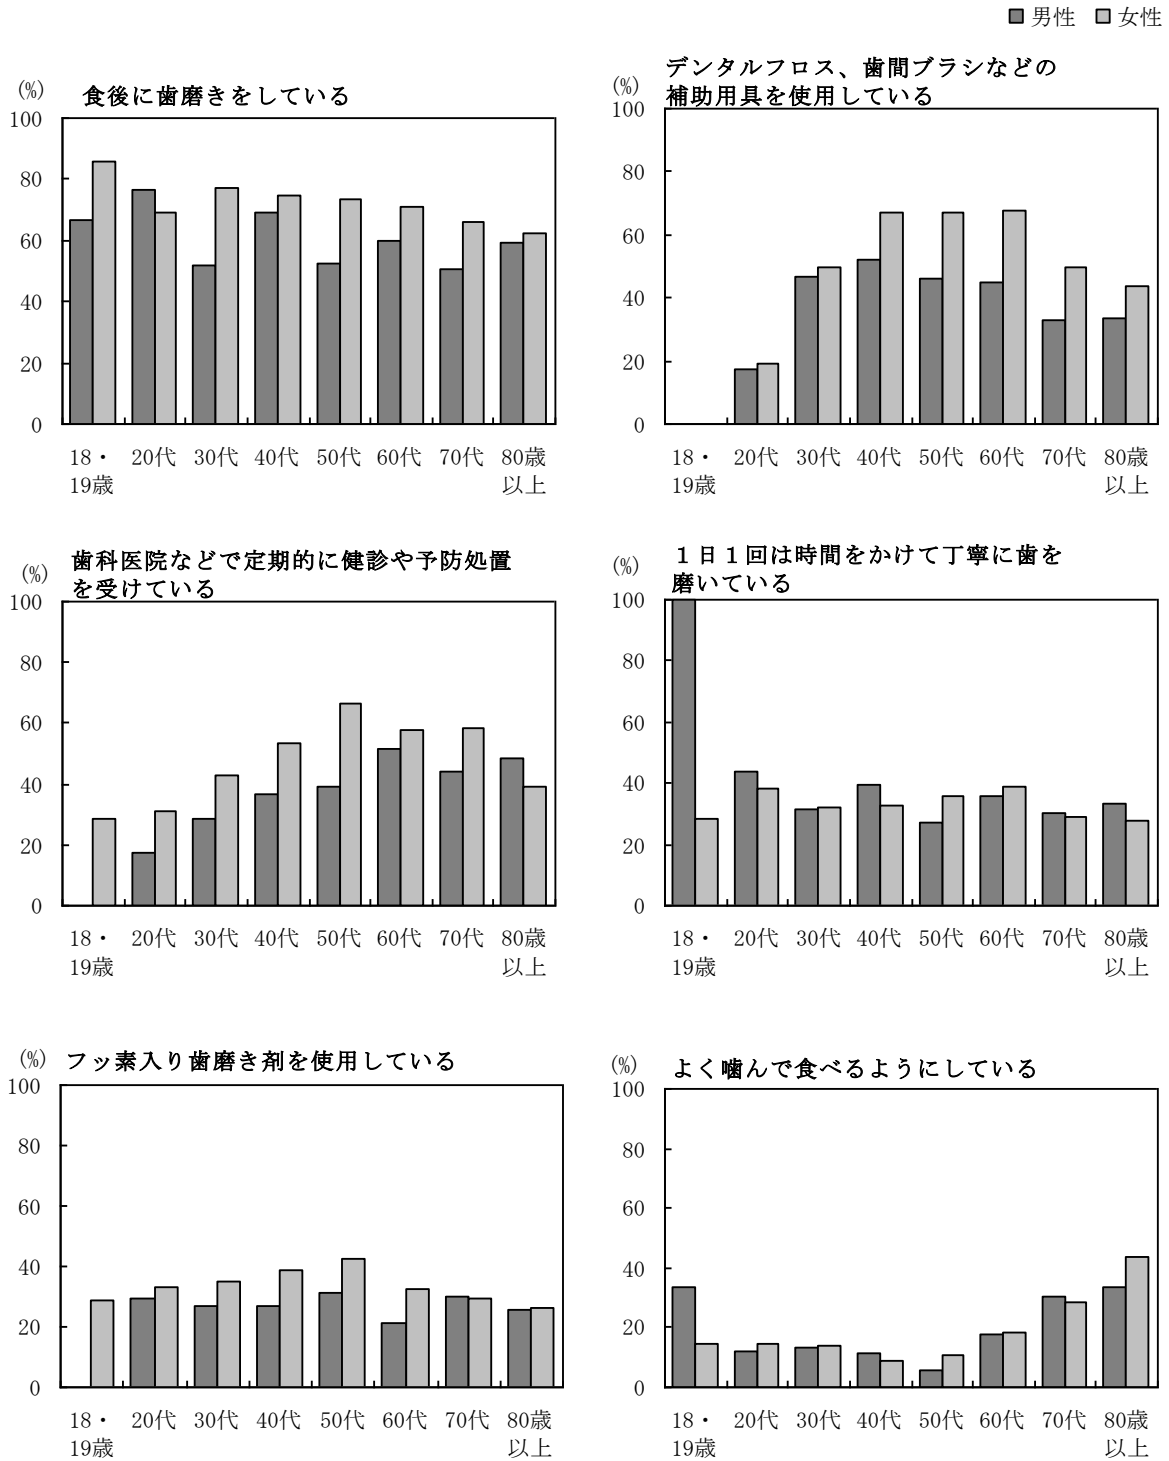 男性 女性
(%)
食後に歯磨きをしている
100
80
60
40
20
0
18・ 20代 30代 40代 50代 60代 70代 80歳
19歳 以上
(%)
デンタルフロス、歯間ブラシなどの
補助用具を使用している
100
80
60
40
20
0
18・ 20代 30代 40代 50代 60代 70代 80歳
19歳 以上
(%)
歯科医院などで定期的に健診や予防処置
を受けている
100
80
60
40
20
0
18・ 20代 30代 40代 50代 60代 70代 80歳
19歳 以上
(%)
１日１回は時間をかけて丁寧に歯を
磨いている
100
80
60
40
20
0
18・ 20代 30代 40代 50代 60代 70代 80歳
19歳 以上
(%)
フッ素入り歯磨き剤を使用している
100
80
60
40
20
0
18・ 20代 30代 40代 50代 60代 70代 80歳
19歳 以上
(%)
よく噛んで食べるようにしている
100
80
60
40
20
0
18・ 20代 30代 40代 50代 60代 70代 80歳
19歳 以上